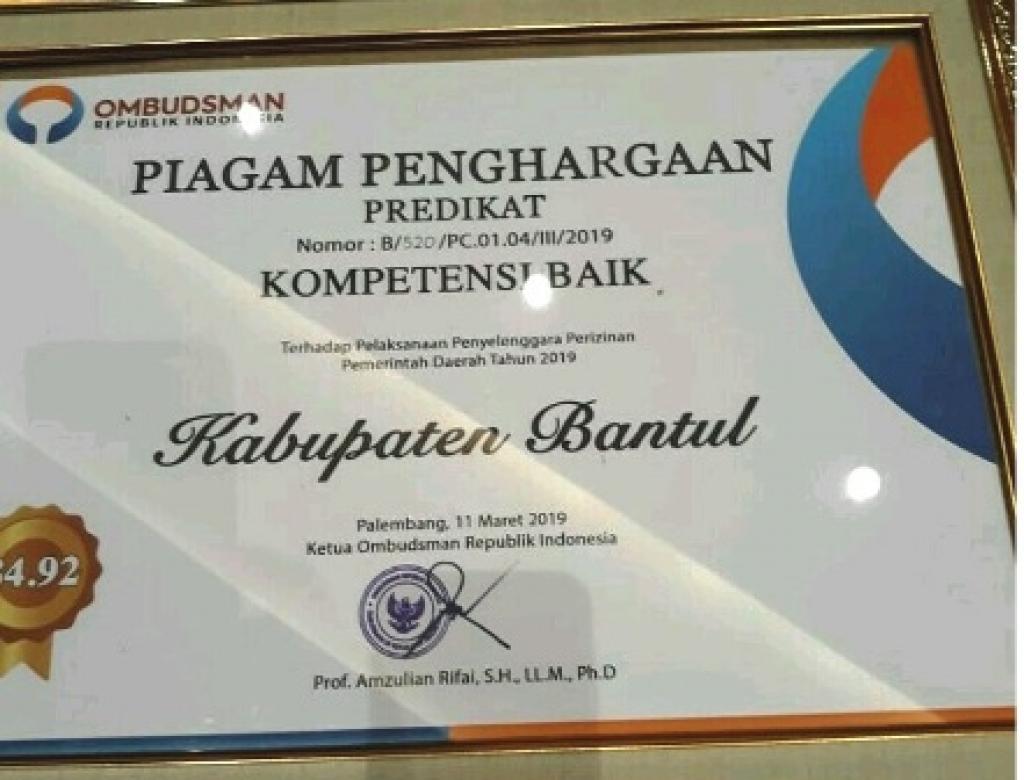 OMBUDSMAN
REPUBLIK INDONESIA
PIAGAM PENGHARGAAN
PREDIKAT
Nomor : B/520/PC.01.04/III/2019
KOMPETENSI BAIK
Terhadap Pelaksanaan Penyelenggara Perizinan
Pemerintah Daerah Tahun 2019
Kabupaten Bantul
Palembang, 11 Maret 2019
Ketua Ombudsman Republik Indonesia
4.92
Prof. Amzulian Rifai, S.H., LL.M., Ph.D